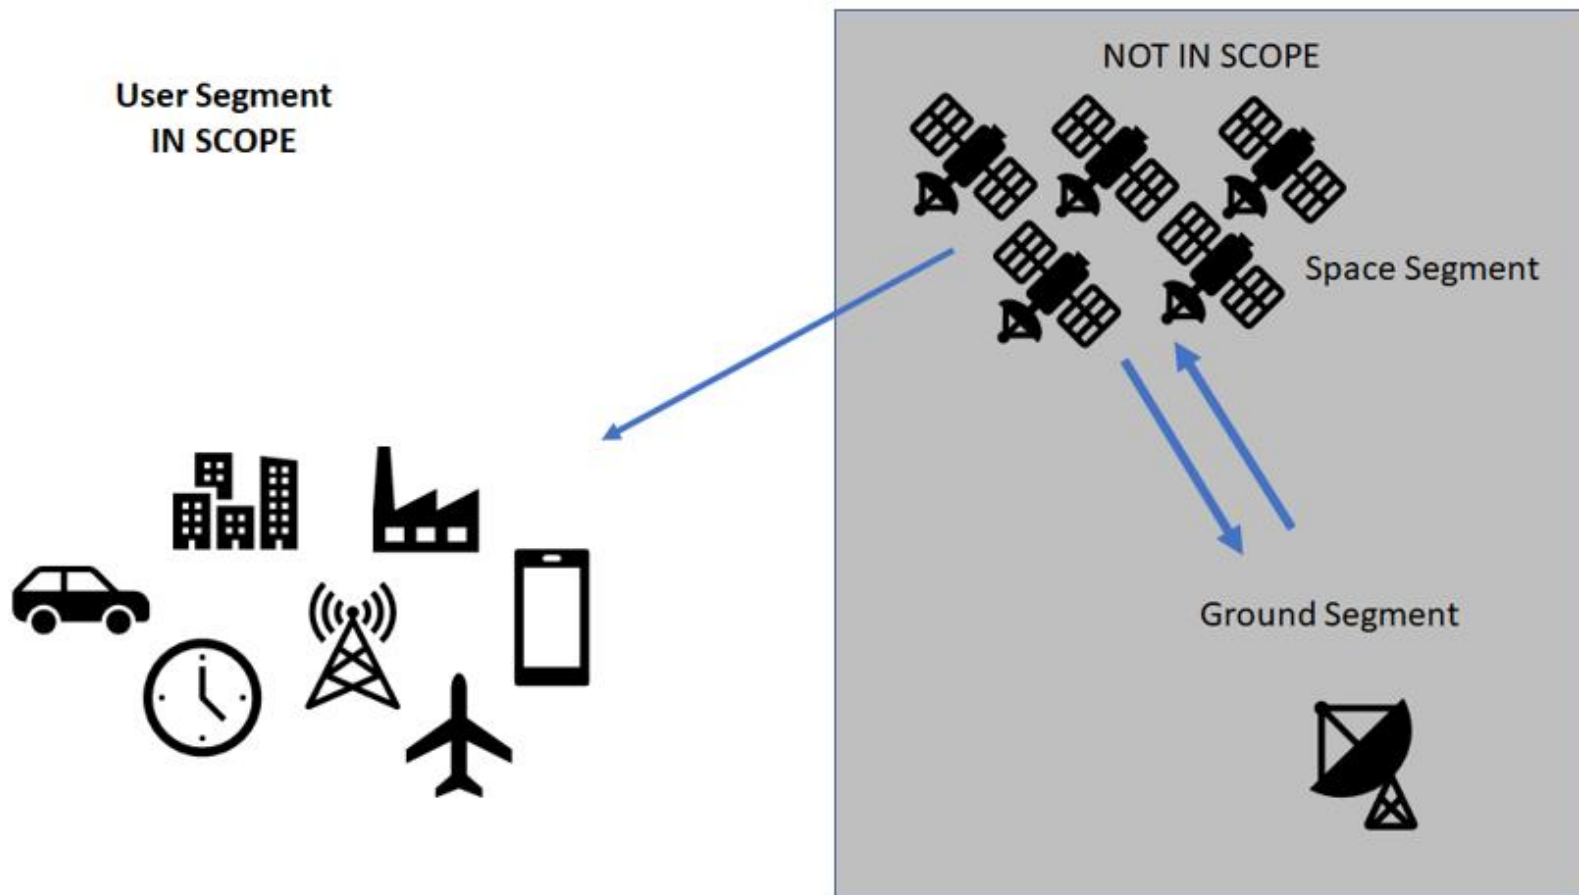 User Segment
IN SCOPE
NOT IN SCOPE
Space Segment
Ground Segment